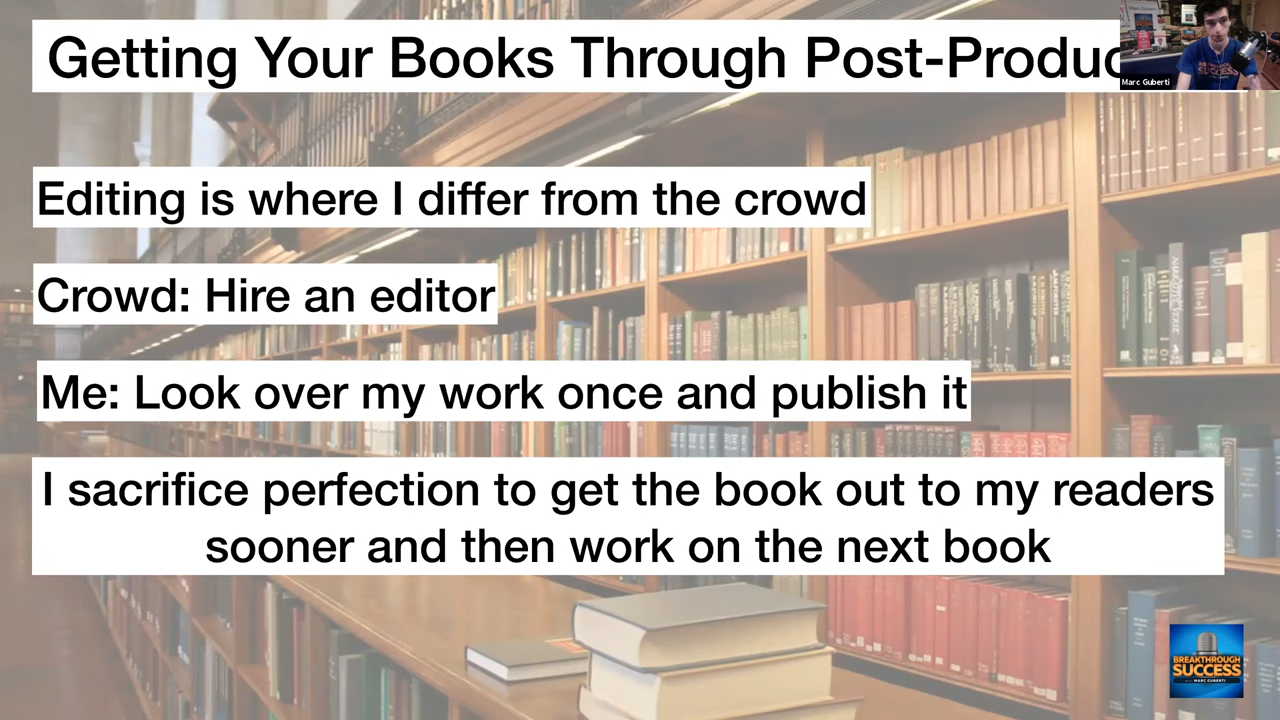 Getting Your Books Through Post-Produc
Marc Guberti
Editing is where I differ from the crowd
Crowd: Hire an editor
Me: Look over my work once and publish it
I sacrifice perfection to get the book out to my readers
sooner and then work on the next book
BREAKTHROUGH
SUCCESS
MARC GUBERTI